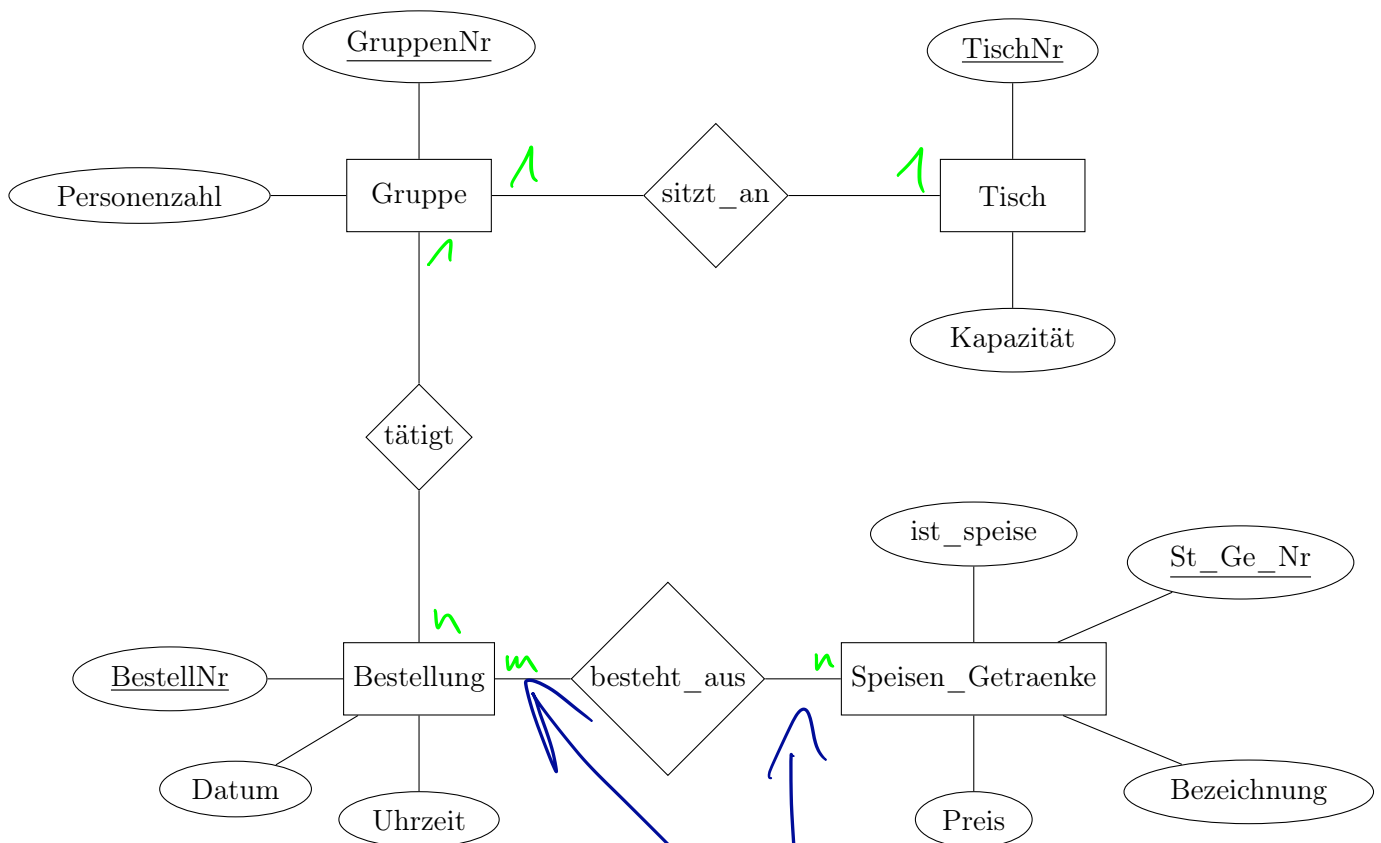 GruppenNr
TischNr
Personenzahl
Gruppe
1
sitzt_an
1
Tisch
1
Kapazität
tätigt
ist_speise
St_Ge_Nr
n
BestellNr
Bestellung
m
besteht_aus
n
Speisen_Getraenke
Datum
Uhrzeit
Preis
Bezeichnung